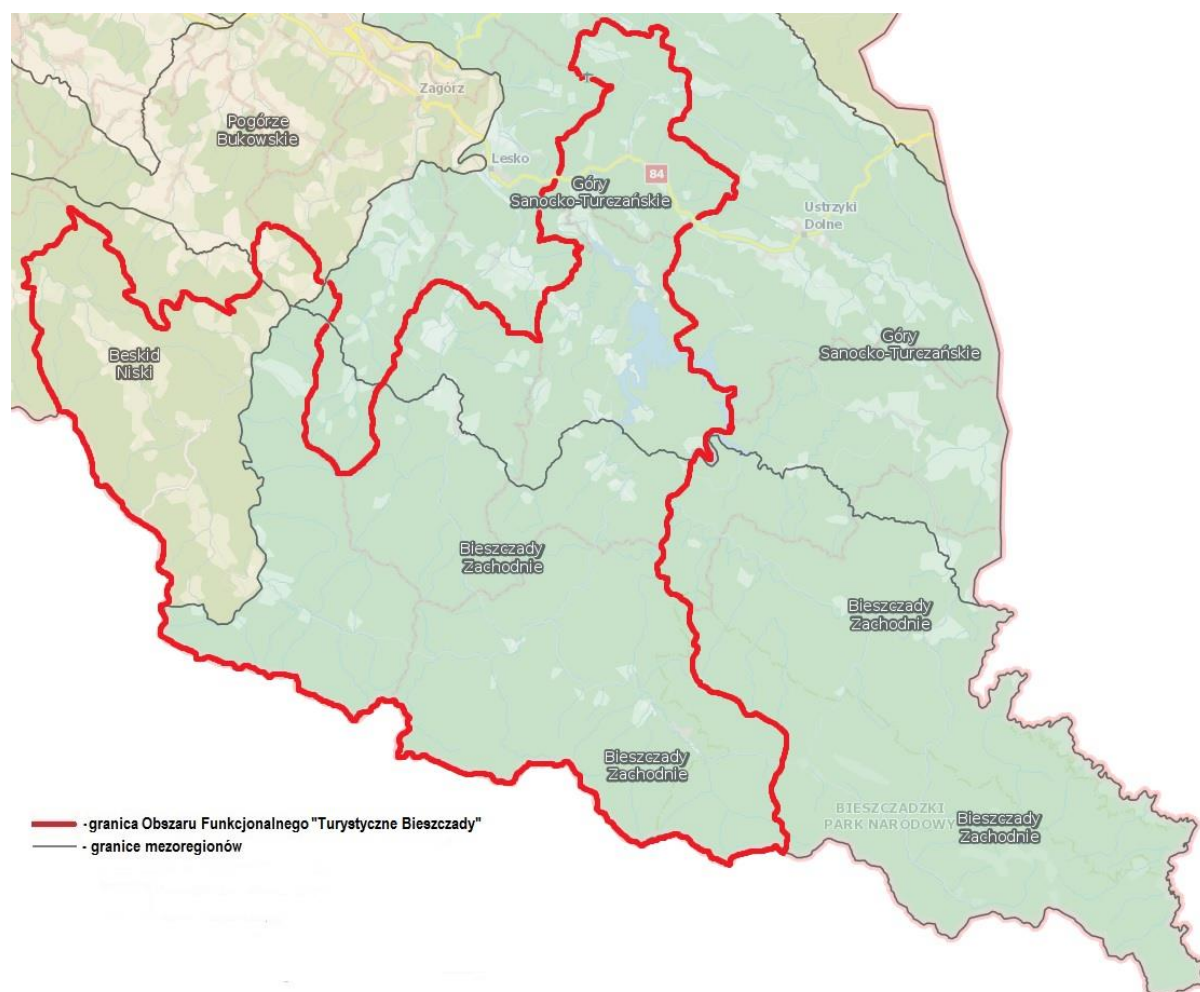 Zagórz
Pogórze
Bukowskie
Lesko
84
Góry
Sanocko-Turczańskie
Ustrzyki
Dolne
Góry
Sanocko-Turczańskie
Beskid
Niski
Bieszczady
Zachodnie
Bieszczady
Zachodnie
Bieszczady
Zachodnie
BIESZCZADZKI
PARK NARODOWY
Bieszczady
Zachodnie
-granica Obszaru Funkcjonalnego "Turystyczne Bieszczady"
- granice mezoregionów